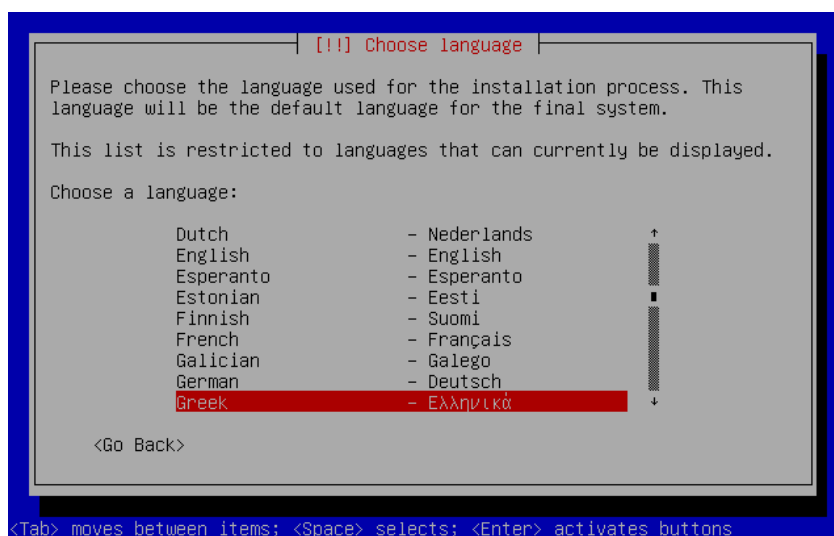 [!!] Choose language
Please choose the language used for the installation process. This
language will be the default language for the final system.
This list is restricted to languages that can currently be displayed.
Choose a language:
Dutch - Nederlands
English - English
Esperanto - Esperanto
Estonian - Eesti
Finnish - Suomi
French - Français
Galician - Galego
German - Deutsch
Greek - Ελληνικά
<Go Back>
<Tab> moves between items; <Space> selects; <Enter> activates buttons